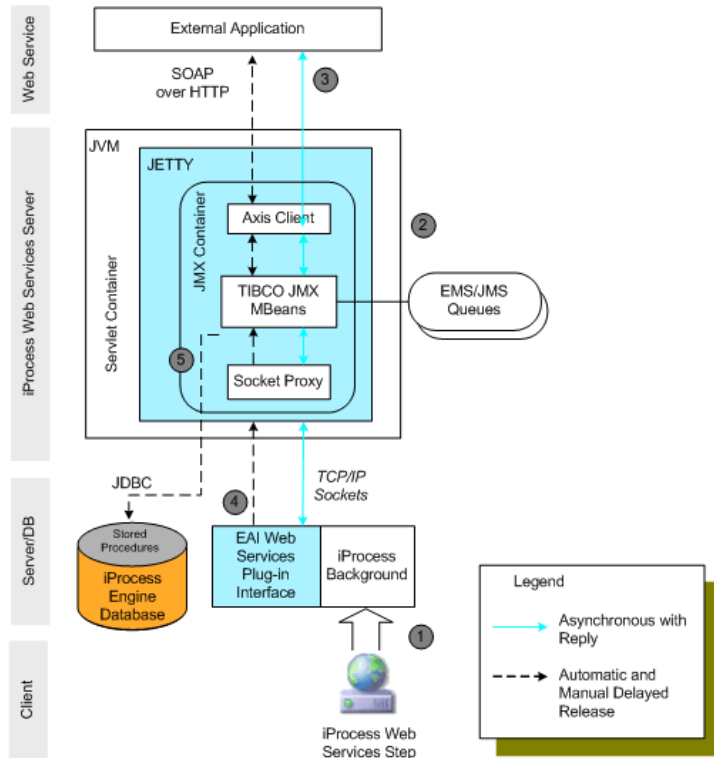 Web Service
External Application
SOAP
over HTTP
3
iProcess Web Services Server
JVM
JETTY
Servlet Container
JMX Container
Axis Client
2
TIBCO JMX
MBeans
EMS/JMS
Queues
5
Socket Proxy
Server/DB
JDBC
4
TCP/IP
Sockets
Stored
Procedures
iProcess
Engine
Database
EAI Web
Services
Plug-in
Interface
iProcess
Background
1
Client
iProcess Web
Services Step
Legend
Asynchronous with
Reply
Automatic and
Manual Delayed
Release